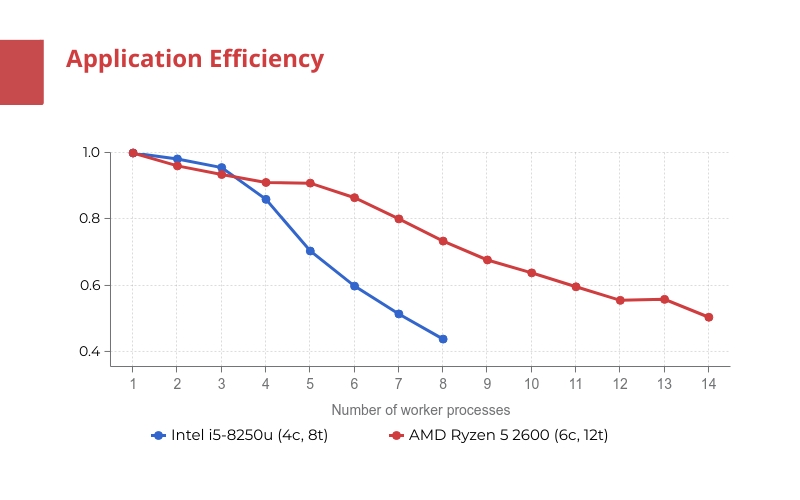 Application Efficiency
1.0
0.8
0.6
0.4
1 2 3 4 5 6 7 8 9 10 11 12 13 14
Number of worker processes
Intel i5-8250u (4c, 8t) AMD Ryzen 5 2600 (6c, 12t)